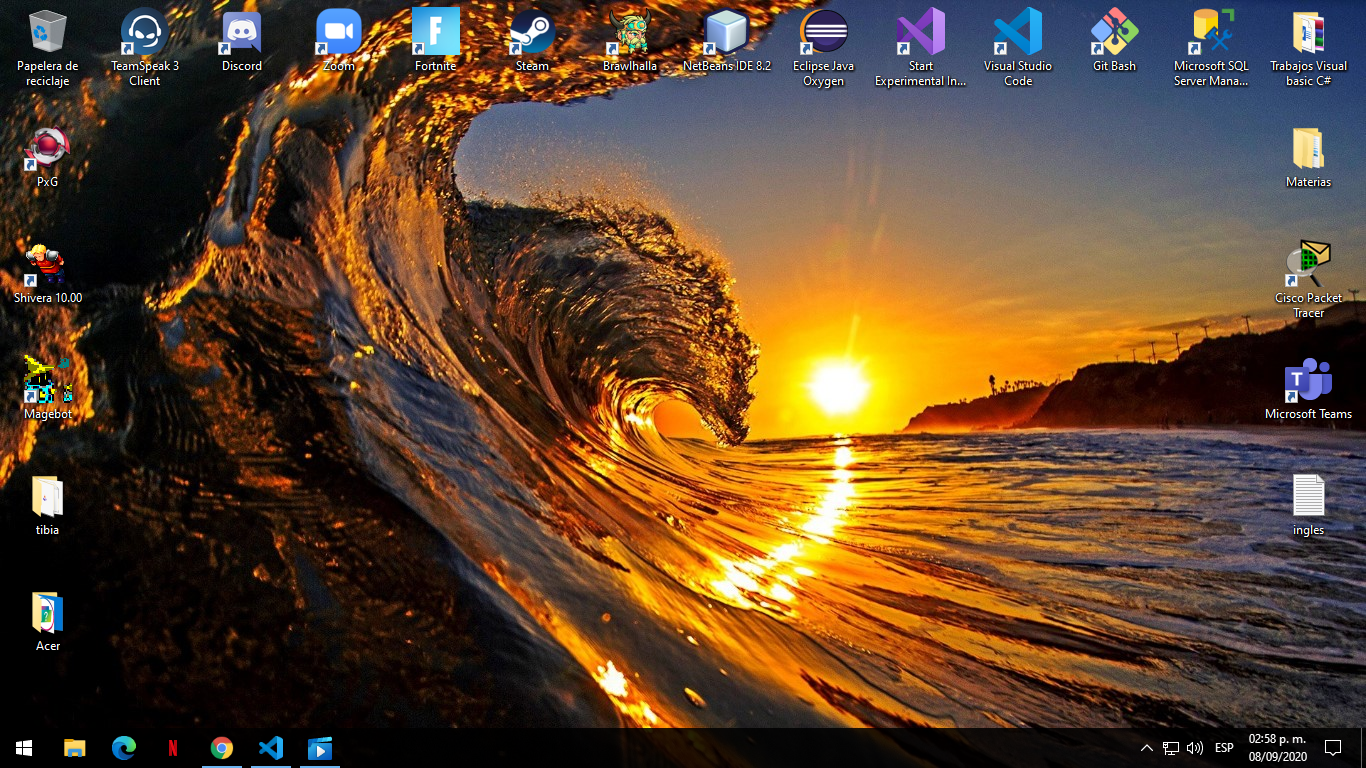 Papelera de
reciclaje
TeamSpeak 3
Client
Discord
Zoom
Fortnite
Steam
Brawlhalla
NetBeans IDE 8.2
Eclipse Java
Oxygen
Start
Experimental In...
Visual Studio
Code
Git Bash
Microsoft SQL
Server Mana...
Trabajos Visual
basic C#
PxG
Materias
Shivera 10.00
Cisco Packet
Tracer
Magebot
Microsoft Teams
tibia
ingles
Acer
ESP
02:58 p. m.
08/09/2020